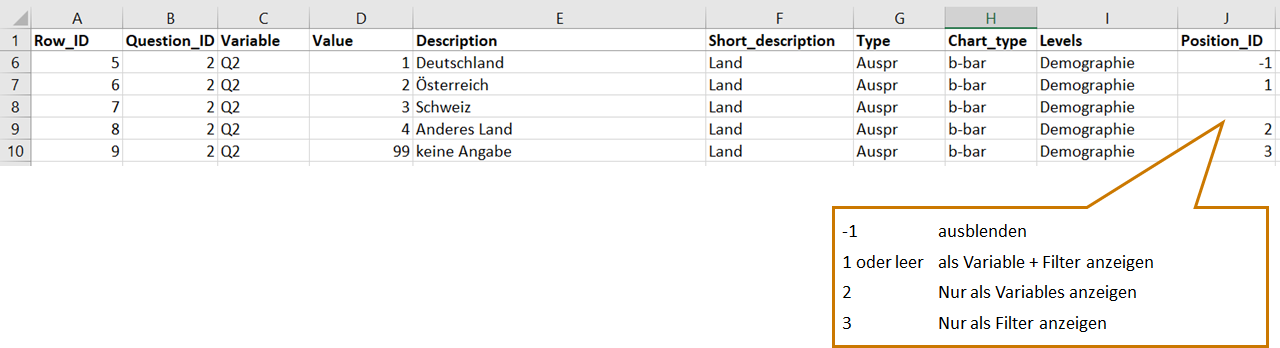 A B C D E F G H I J
1 Row_ID Question_ID Variable Value Description Short_description Type Chart_type Levels Position_ID
6 5 2 Q2 1 Deutschland Land Auspr b-bar Demographie -1
7 6 2 Q2 2 Österreich Land Auspr b-bar Demographie 1
8 7 2 Q2 3 Schweiz Land Auspr b-bar Demographie
9 8 2 Q2 4 Anderes Land Land Auspr b-bar Demographie 2
10 9 2 Q2 99 keine Angabe Land Auspr b-bar Demographie 3
-1 ausblenden
1 oder leer als Variable + Filter anzeigen
2 Nur als Variables anzeigen
3 Nur als Filter anzeigen